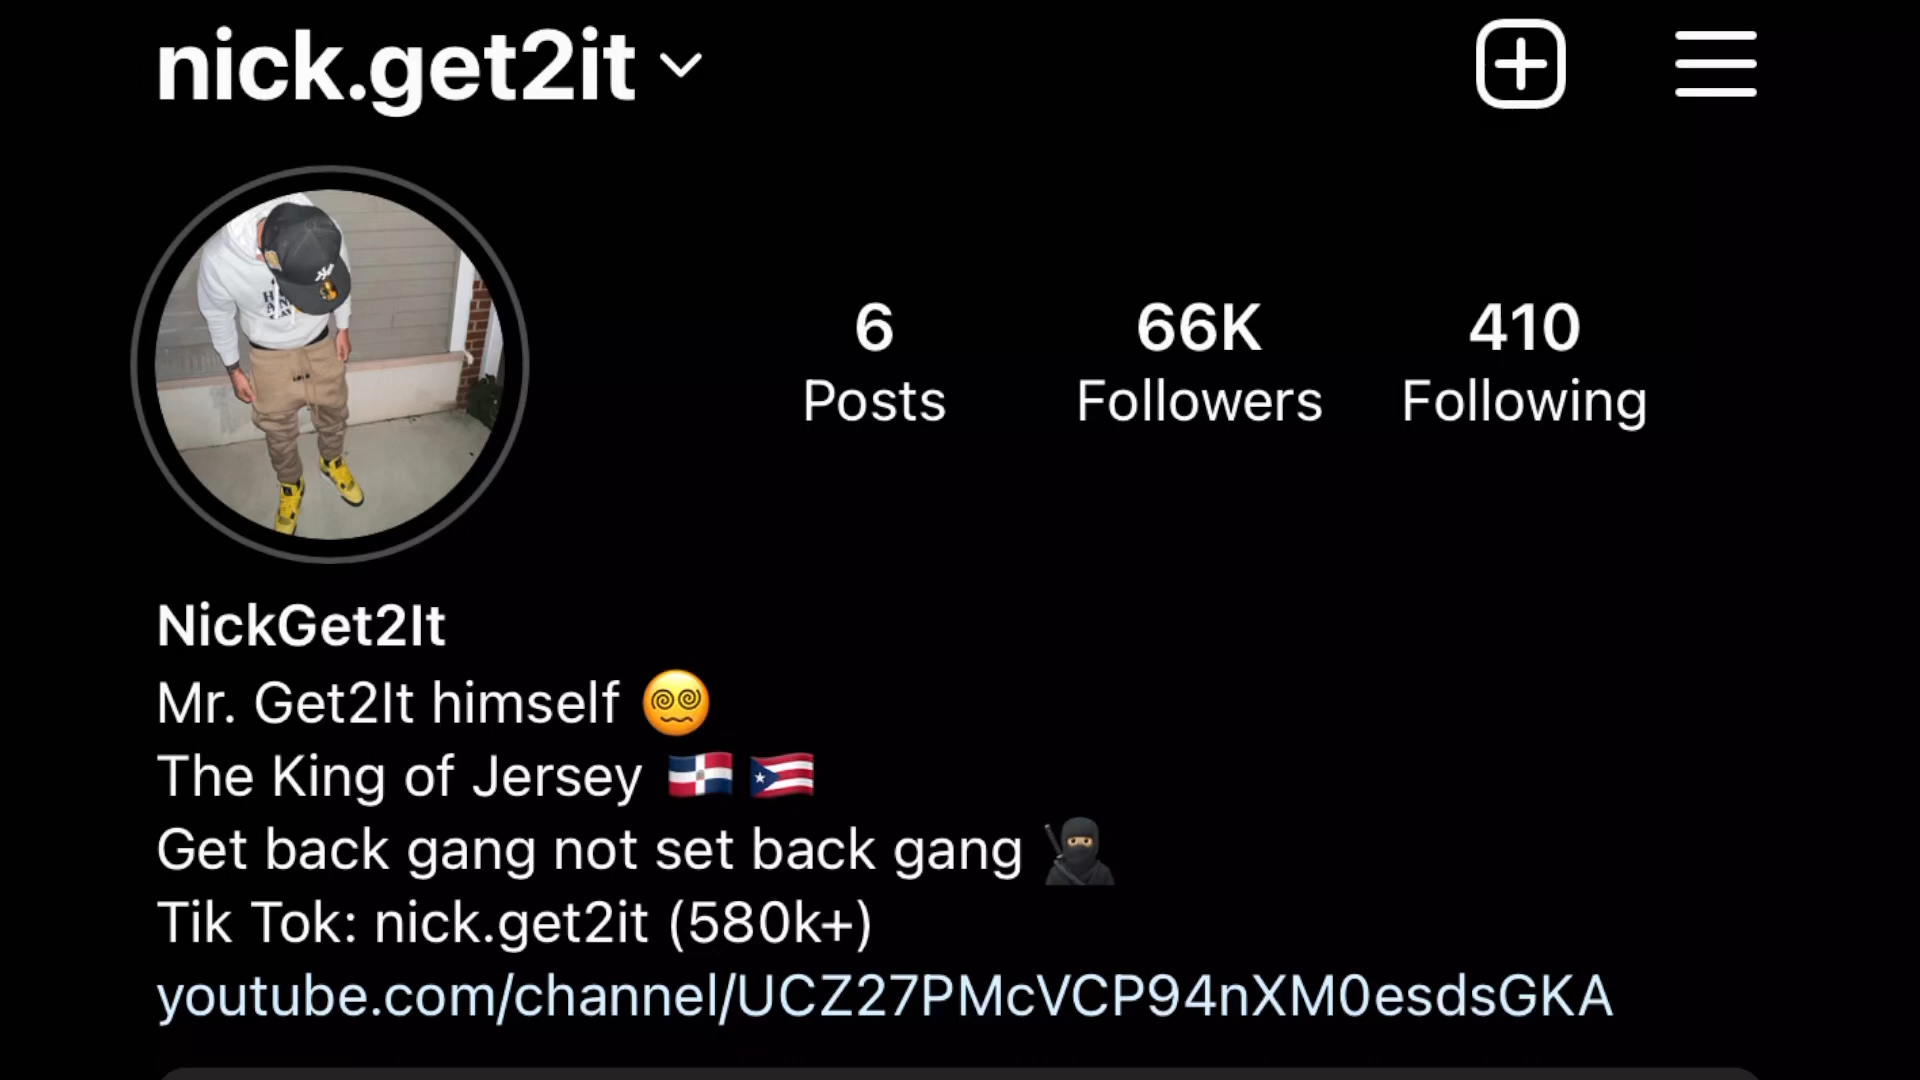 nick.get2it
6 66K 410
Posts Followers Following
NickGet2It
Mr. Get2It himself 😵‍💫
The King of Jersey 🇩🇴 🇵🇷
Get back gang not set back gang 🥷🏼
Tik Tok: nick.get2it (580k+)
youtube.com/channel/UCZ27PMcVCP94nXM0esdsGKA